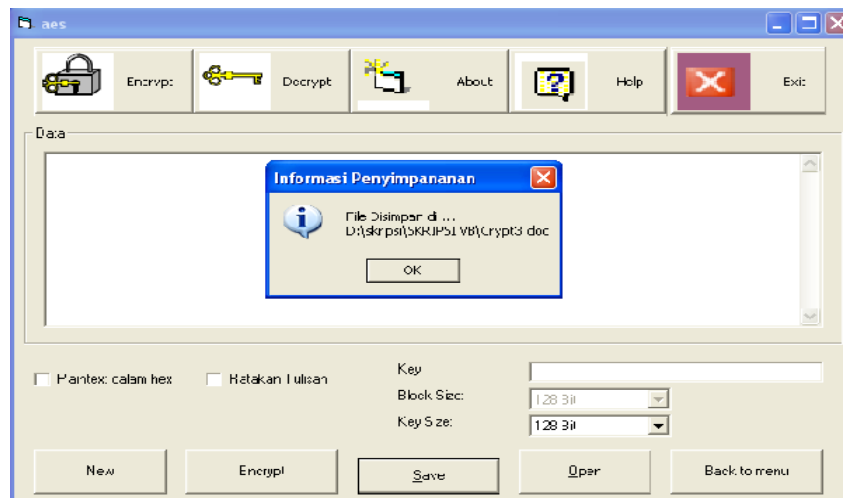 aes
Encrypt Decrypt About Help Exit
Data
Informasi Penyimpananan
File Disimpan di ...
D:\skripsi\SKRIPSI VB\Crypt3.doc
OK
Plaintext dalam hex Ratakan Tulisan
Key
Block Size: 128 Bit
Key Size: 128 Bit
New Encrypt Save Open Back to menu